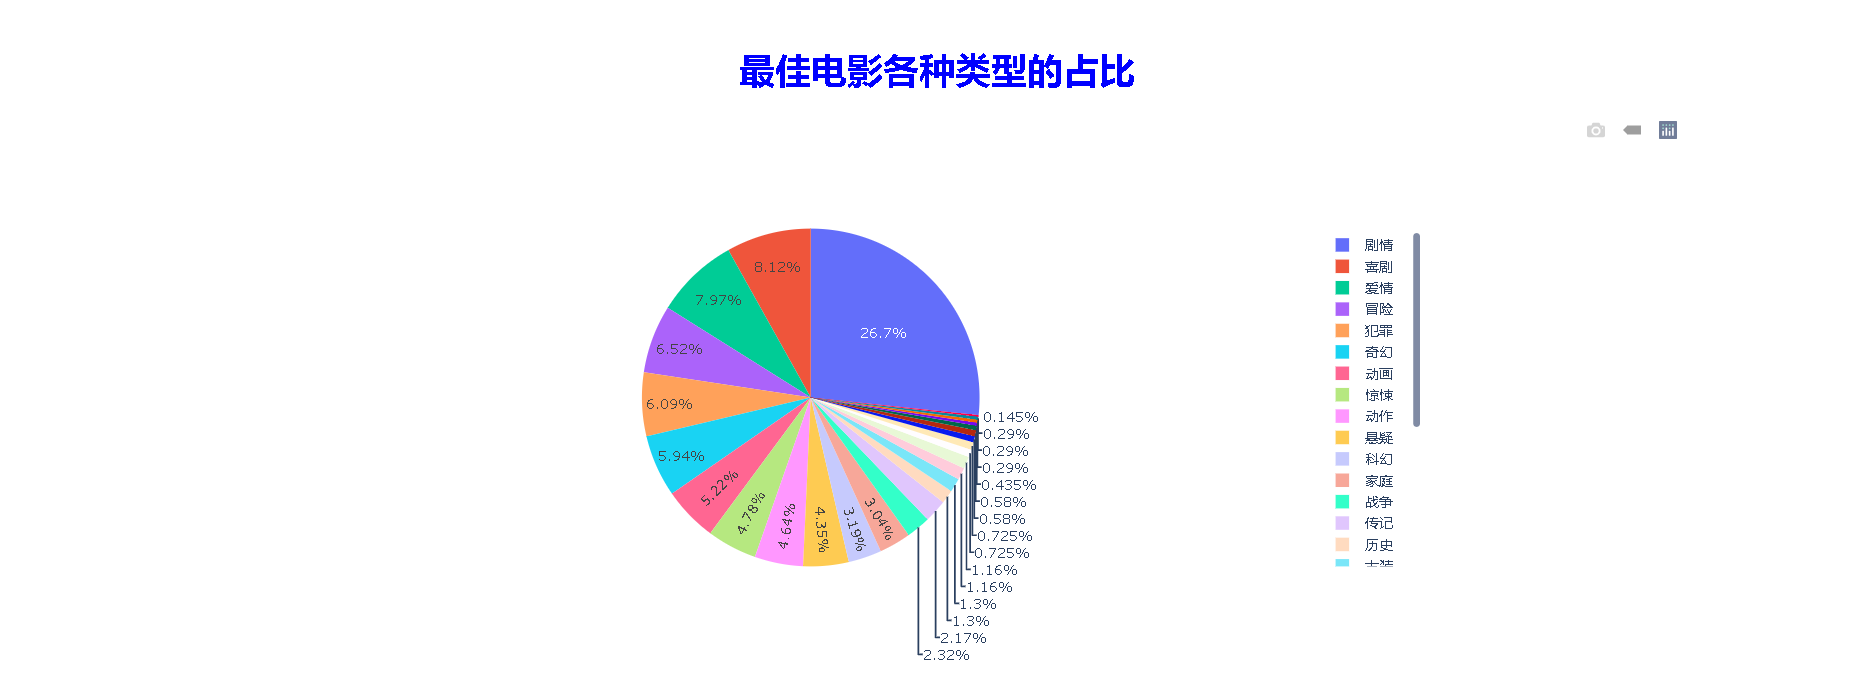 最佳电影各种类型的占比
8.12%
26.7%
7.97%
6.52%
6.09%
5.94%
5.22%
4.78%
4.64%
4.35%
3.19%
3.04%
0.145%
0.29%
0.29%
0.29%
0.435%
0.58%
0.58%
0.725%
0.725%
1.16%
1.16%
1.3%
1.3%
2.17%
2.32%
剧情
喜剧
爱情
冒险
犯罪
奇幻
动画
惊悚
动作
悬疑
科幻
家庭
战争
传记
历史
古装